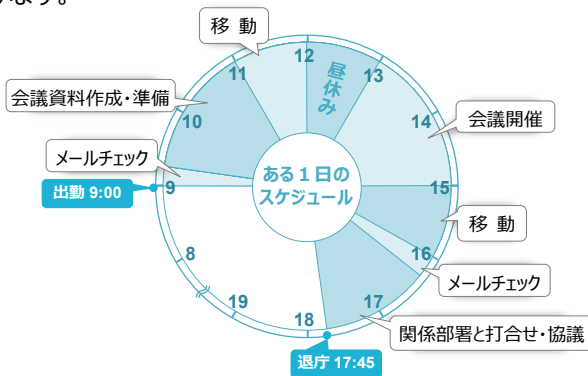 ります。
移 動
12
昼休み
13
11
会議資料作成・準備
10
14
会議開催
メールチェック
ある1日の
スケジュール
出勤 9:00
9
15
移 動
8
16
メールチェック
19
17
18
関係部署と打合せ・協議
退庁 17:45